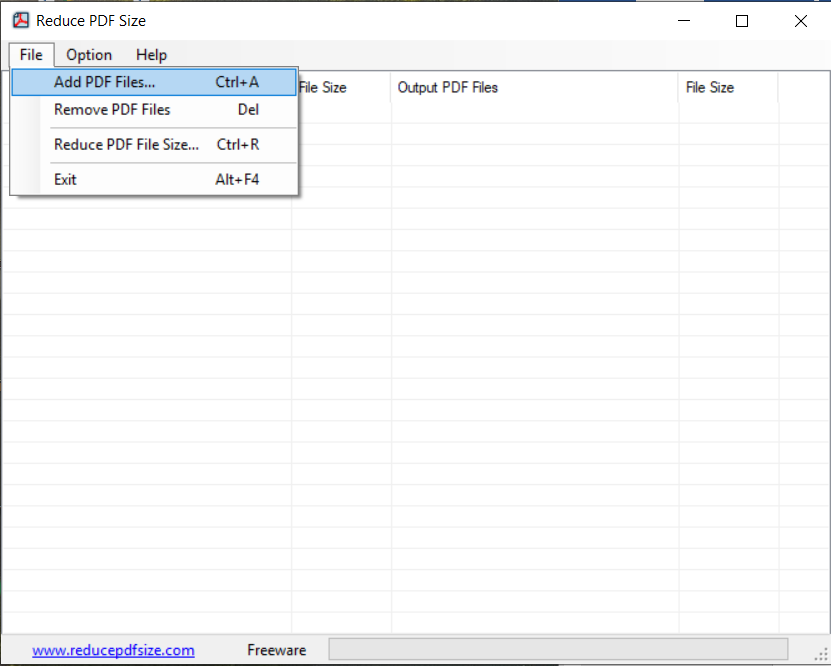 Reduce PDF Size
File Option Help
Add PDF Files... Ctrl+A
File Size Output PDF Files File Size
Remove PDF Files Del
Reduce PDF File Size... Ctrl+R
Exit Alt+F4
www.reducepdfsize.com Freeware